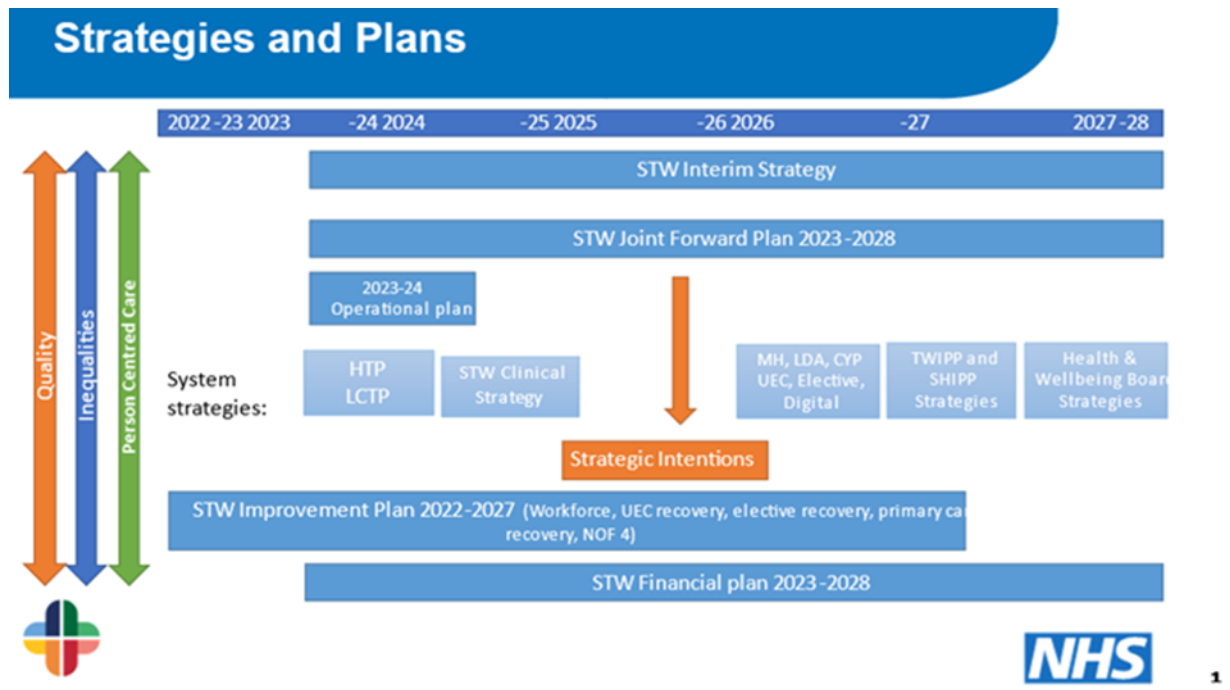 Strategies and Plans
2022-23 2023 -24 2024 -25 2025 -26 2026 -27 2027-28
STW Interim Strategy
STW Joint Forward Plan 2023-2028
2023-24
Operational plan
Quality
Inequalities
Person Centred Care
System
strategies:
HTP
LCTP
STW Clinical
Strategy
MH, LDA, CYP
UEC, Elective,
Digital
TWIPP and
SHIPP
Strategies
Health &
Wellbeing Boar
Strategies
Strategic Intentions
STW Improvement Plan 2022-2027 (Workforce, UEC recovery, elective recovery, primary ca
recovery, NOF 4)
STW Financial plan 2023-2028
NHS
1